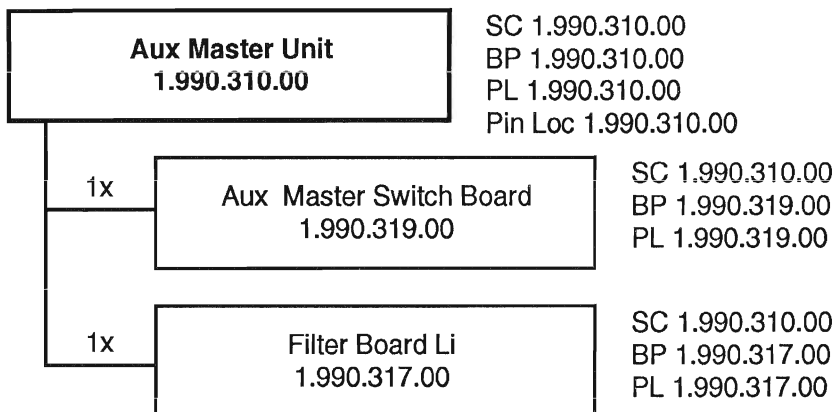 Aux Master Unit
1.990.310.00
SC 1.990.310.00
BP 1.990.310.00
PL 1.990.310.00
Pin Loc 1.990.310.00
1x
Aux Master Switch Board
1.990.319.00
SC 1.990.310.00
BP 1.990.319.00
PL 1.990.319.00
1x
Filter Board Li
1.990.317.00
SC 1.990.310.00
BP 1.990.317.00
PL 1.990.317.00